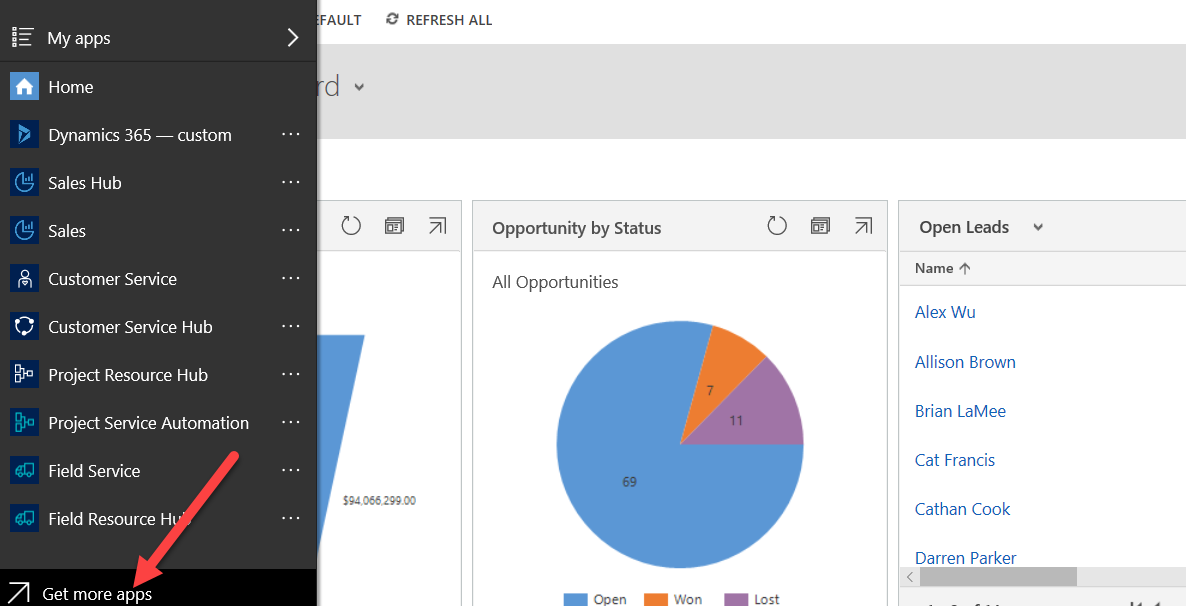 My apps
Home
Dynamics 365 — custom
Sales Hub
Sales
Customer Service
Customer Service Hub
Project Resource Hub
Project Service Automation
Field Service
Field Resource Hub
Get more apps
REFRESH ALL
$94,066,299.00
Opportunity by Status
All Opportunities
7
11
69
Open Won Lost
Open Leads
Name
Alex Wu
Allison Brown
Brian LaMee
Cat Francis
Cathan Cook
Darren Parker